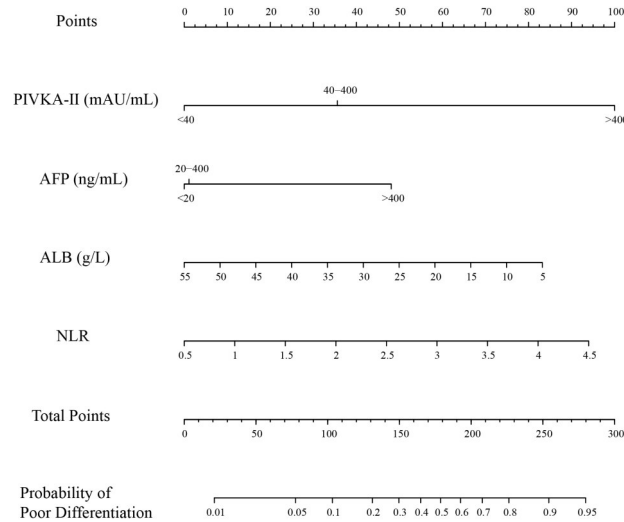 Points
0 10 20 30 40 50 60 70 80 90 100
PIVKA-II (mAU/mL)
40−400
<40 >400
AFP (ng/mL)
20−400
<20 >400
ALB (g/L)
55 50 45 40 35 30 25 20 15 10 5
NLR
0.5 1 1.5 2 2.5 3 3.5 4 4.5
Total Points
0 50 100 150 200 250 300
Probability of
Poor Differentiation
0.01 0.05 0.1 0.2 0.3 0.4 0.5 0.6 0.7 0.8 0.9 0.95